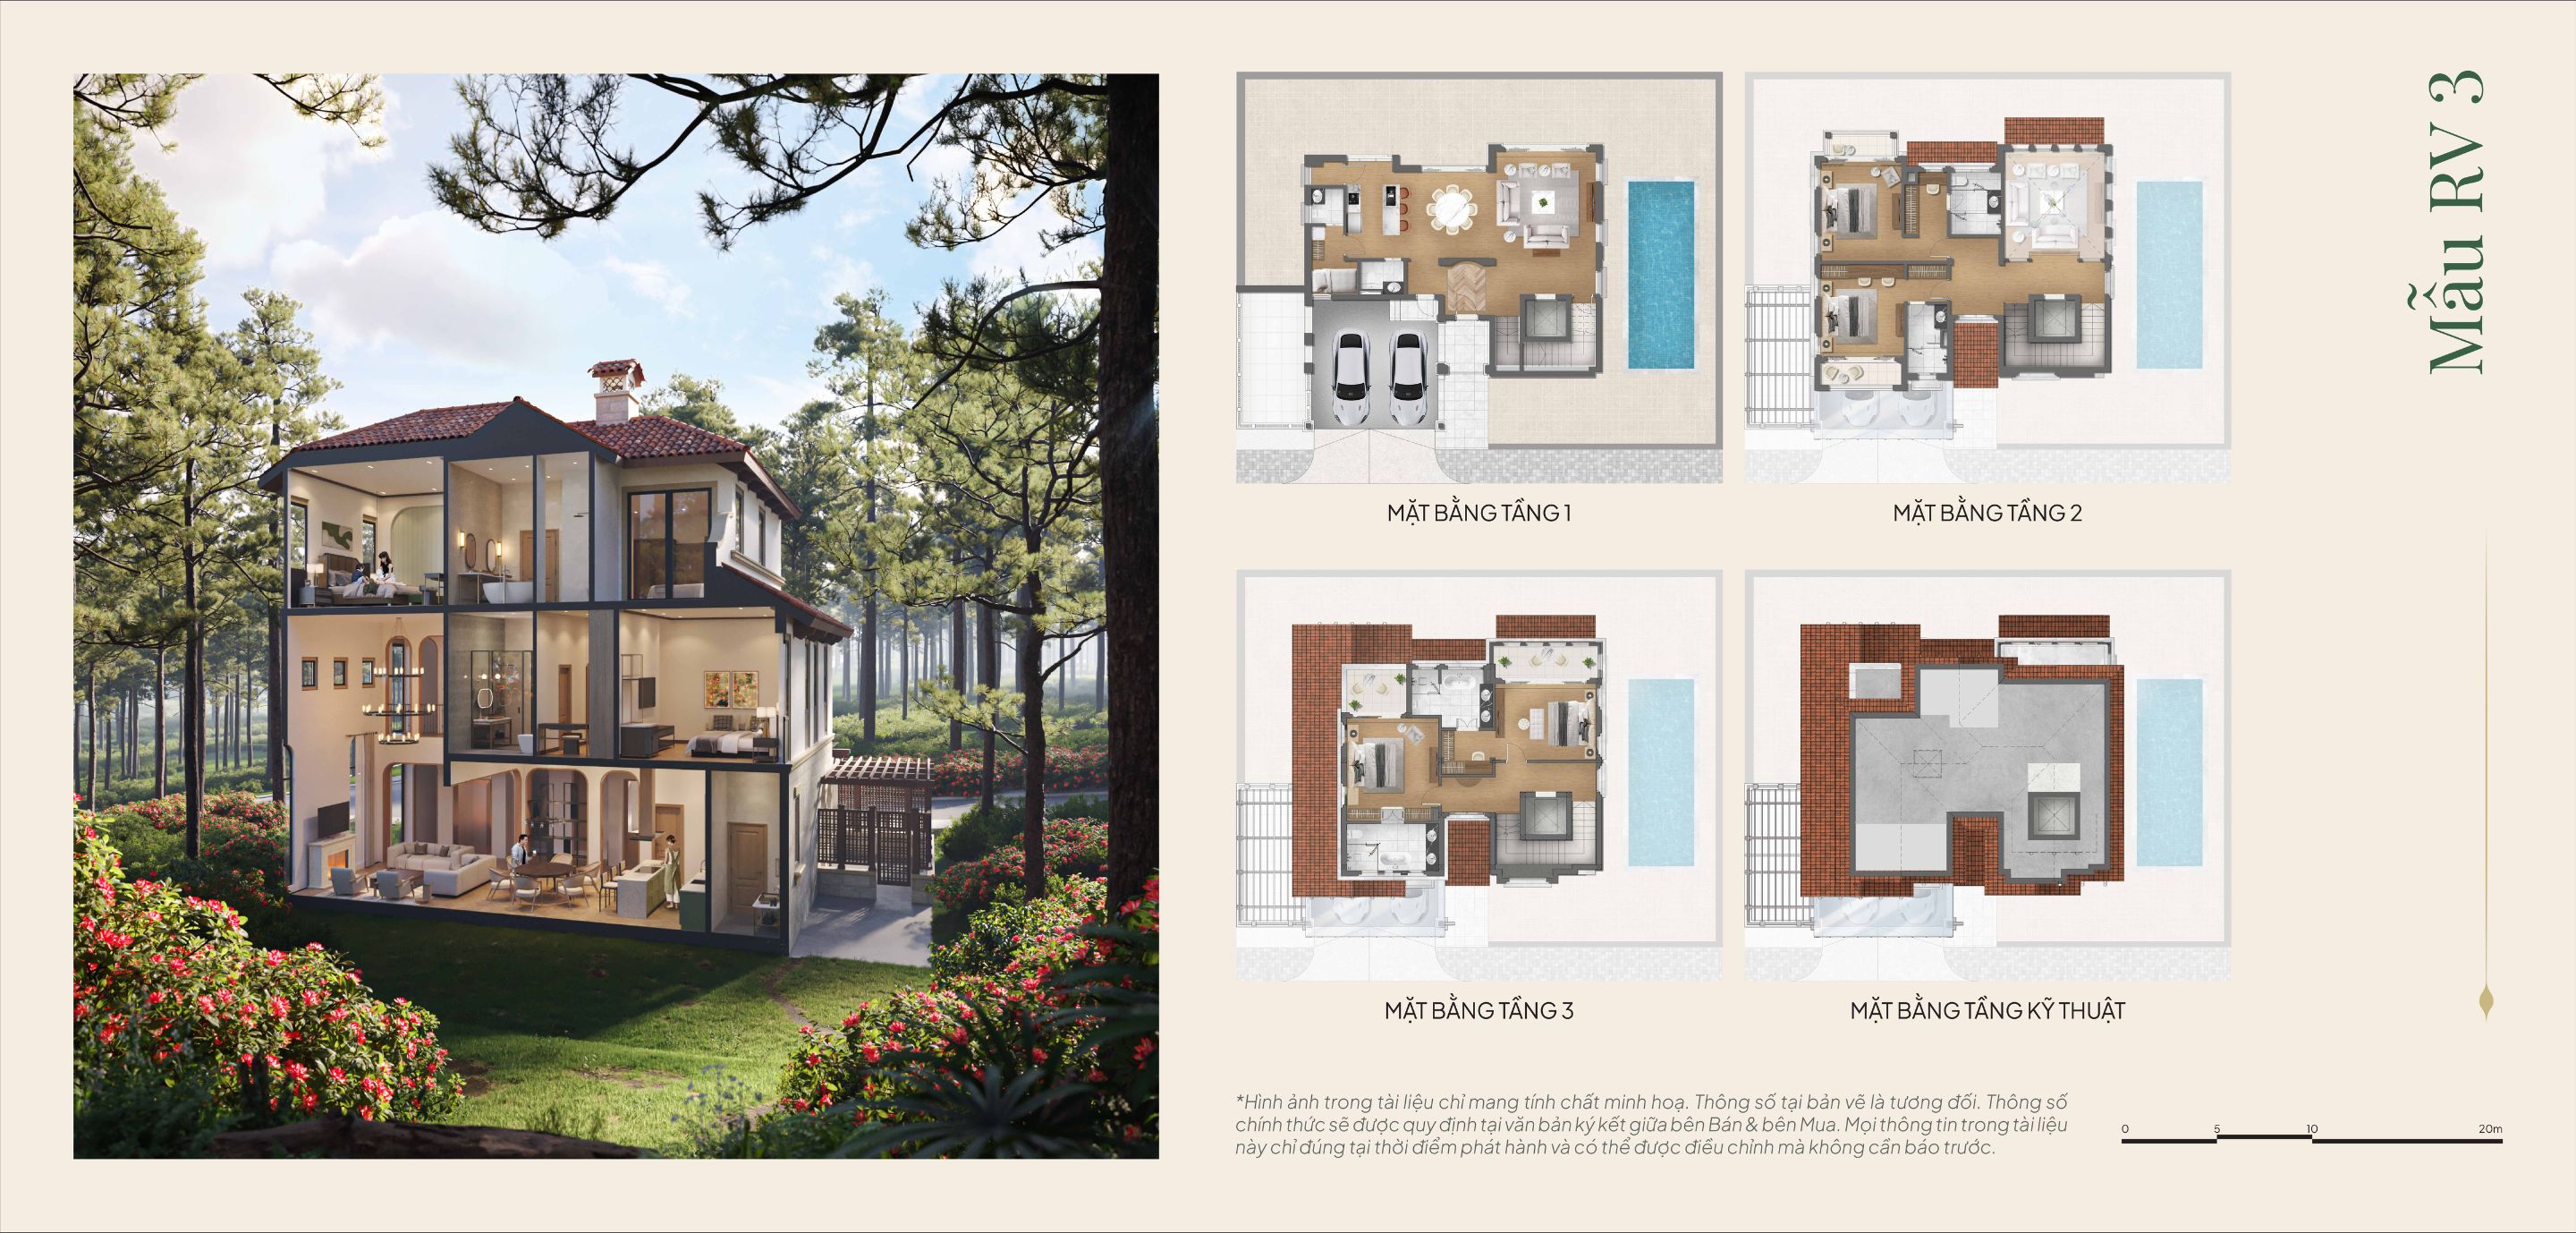 Mẫu RV 3
MẶT BẰNG TẦNG 1
MẶT BẰNG TẦNG 2
MẶT BẰNG TẦNG 3
MẶT BẰNG TẦNG KỸ THUẬT
*Hình ảnh trong tài liệu chỉ mang tính chất minh hoạ. Thông số tại bản vẽ là tương đối. Thông số
chính thức sẽ được quy định tại văn bản ký kết giữa bên Bán & bên Mua. Mọi thông tin trong tài liệu
này chỉ đúng tại thời điểm phát hành và có thể được điều chỉnh mà không cần báo trước.
0 5 10 20m